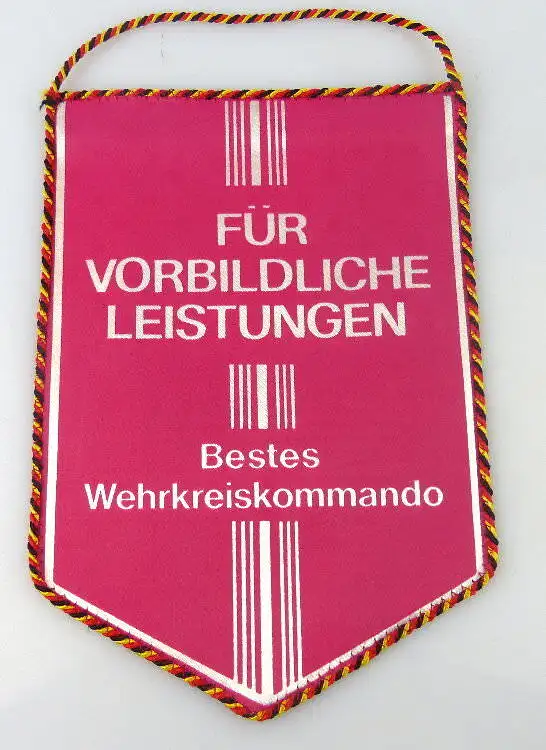 FÜR
VORBILDLICHE
LEISTUNGEN
Bestes
Wehrkreiskommando